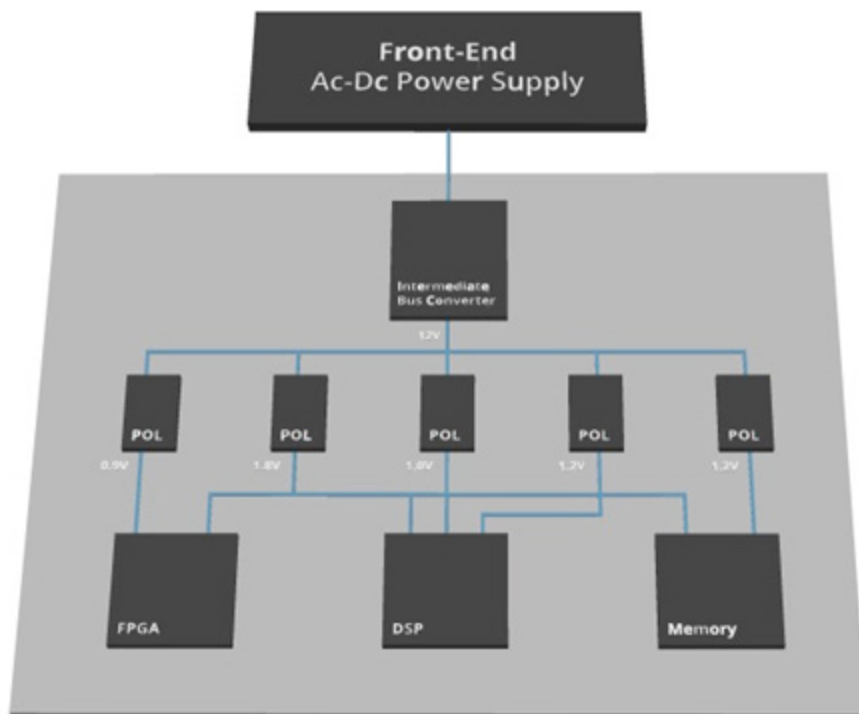 Front-End
Ac-Dc Power Supply
Intermediate
Bus Converter
12V
POL
POL
POL
POL
POL
0.9V
1.8V
1.0V
1.2V
1.2V
FPGA
DSP
Memory